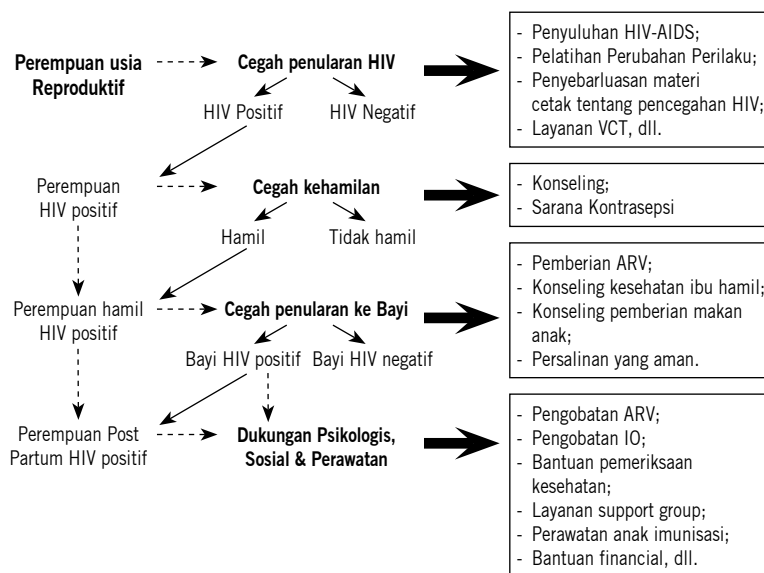 Perempuan usia
Reproduktif
Cegah penularan HIV
- Penyuluhan HIV-AIDS;
- Pelatihan Perubahan Perilaku;
- Penyebarluasan materi
cetak tentang pencegahan HIV;
- Layanan VCT, dll.
HIV Positif
HIV Negatif
Perempuan
HIV positif
Cegah kehamilan
- Konseling;
- Sarana Kontrasepsi
Hamil
Tidak hamil
Perempuan hamil
HIV positif
Cegah penularan ke Bayi
- Pemberian ARV;
- Konseling kesehatan ibu hamil;
- Konseling pemberian makan
anak;
- Persalinan yang aman.
Bayi HIV positif
Bayi HIV negatif
Perempuan Post
Partum HIV positif
Dukungan Psikologis,
Sosial & Perawatan
- Pengobatan ARV;
- Pengobatan IO;
- Bantuan pemeriksaan
kesehatan;
- Layanan support group;
- Perawatan anak imunisasi;
- Bantuan financial, dll.